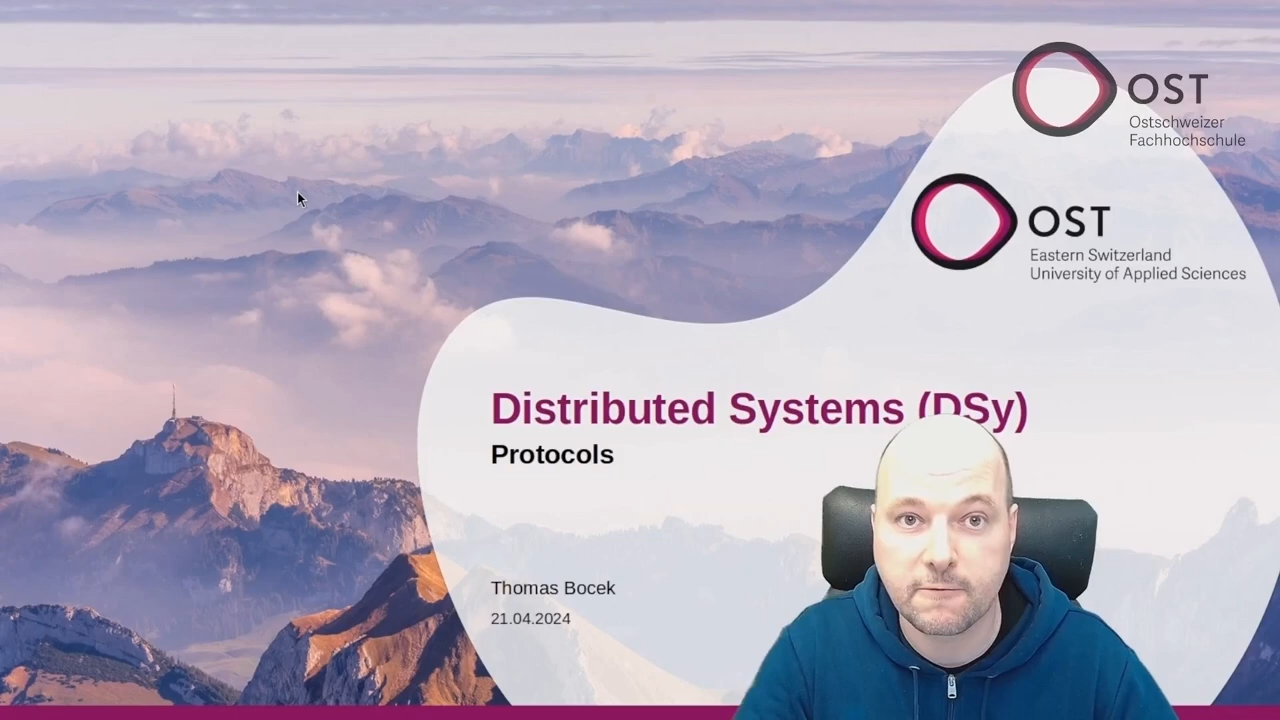 OST
Ostschweizer
Fachhochschule
OST
Eastern Switzerland
University of Applied Sciences
Distributed Systems (DSy)
Protocols
Thomas Bocek
21.04.2024